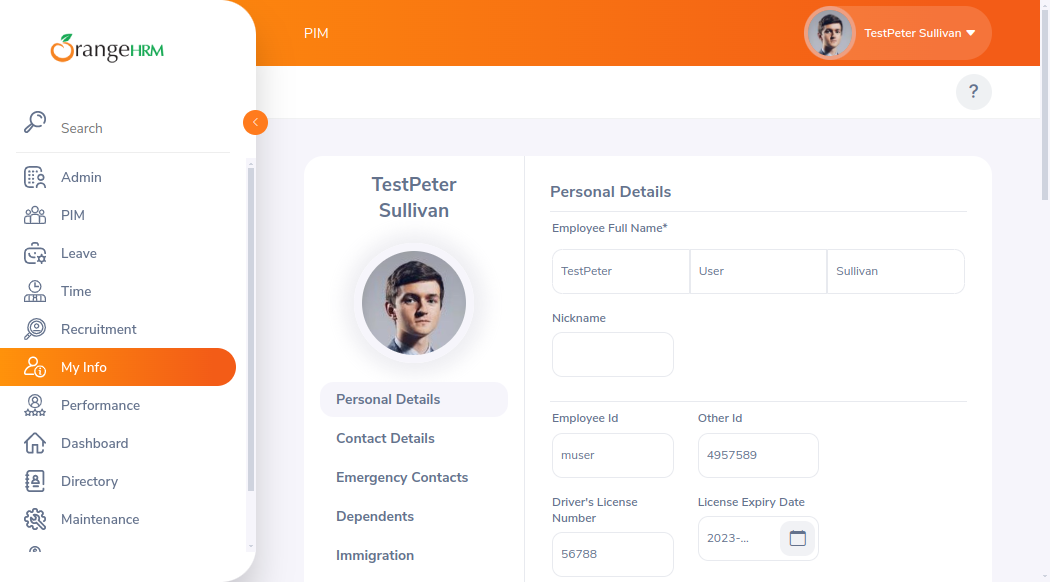 OrangeHRM
PIM
TestPeter Sullivan
?
Search
Admin
PIM
Leave
Time
Recruitment
My Info
Performance
Dashboard
Directory
Maintenance
TestPeter
Sullivan
Personal Details
Contact Details
Emergency Contacts
Dependents
Immigration
Personal Details
Employee Full Name*
TestPeter User Sullivan
Nickname
Employee Id Other Id
muser 4957589
Driver's License
Number
License Expiry Date
56788
2023-...